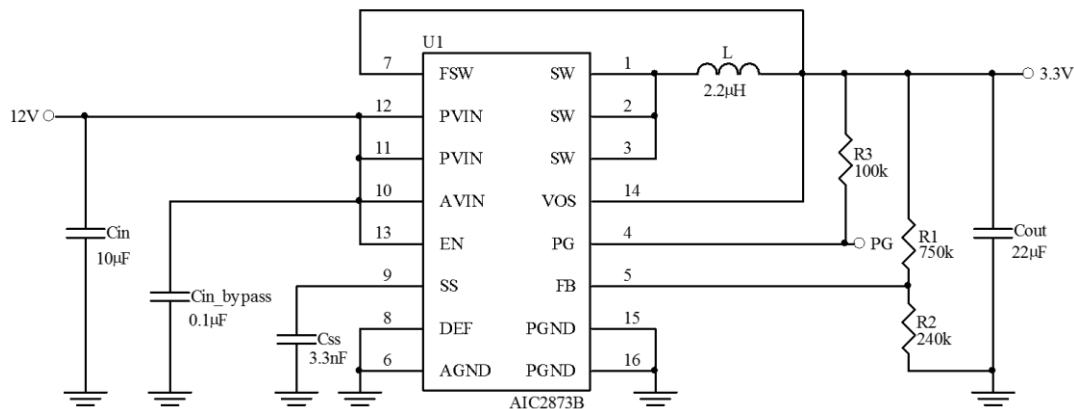 U1
7 FSW SW 1 L
2.2µH
3.3V
12V
12 PVIN SW 2
11 PVIN SW 3
R3
100k
10 AVIN VOS 14
Cin
10µF
13 EN PG 4
PG
R1
750k
Cout
22µF
9 SS FB 5
Cin_bypass
0.1µF
8 DEF PGND 15
Css
3.3nF
R2
240k
6 AGND PGND 16
AIC2873B